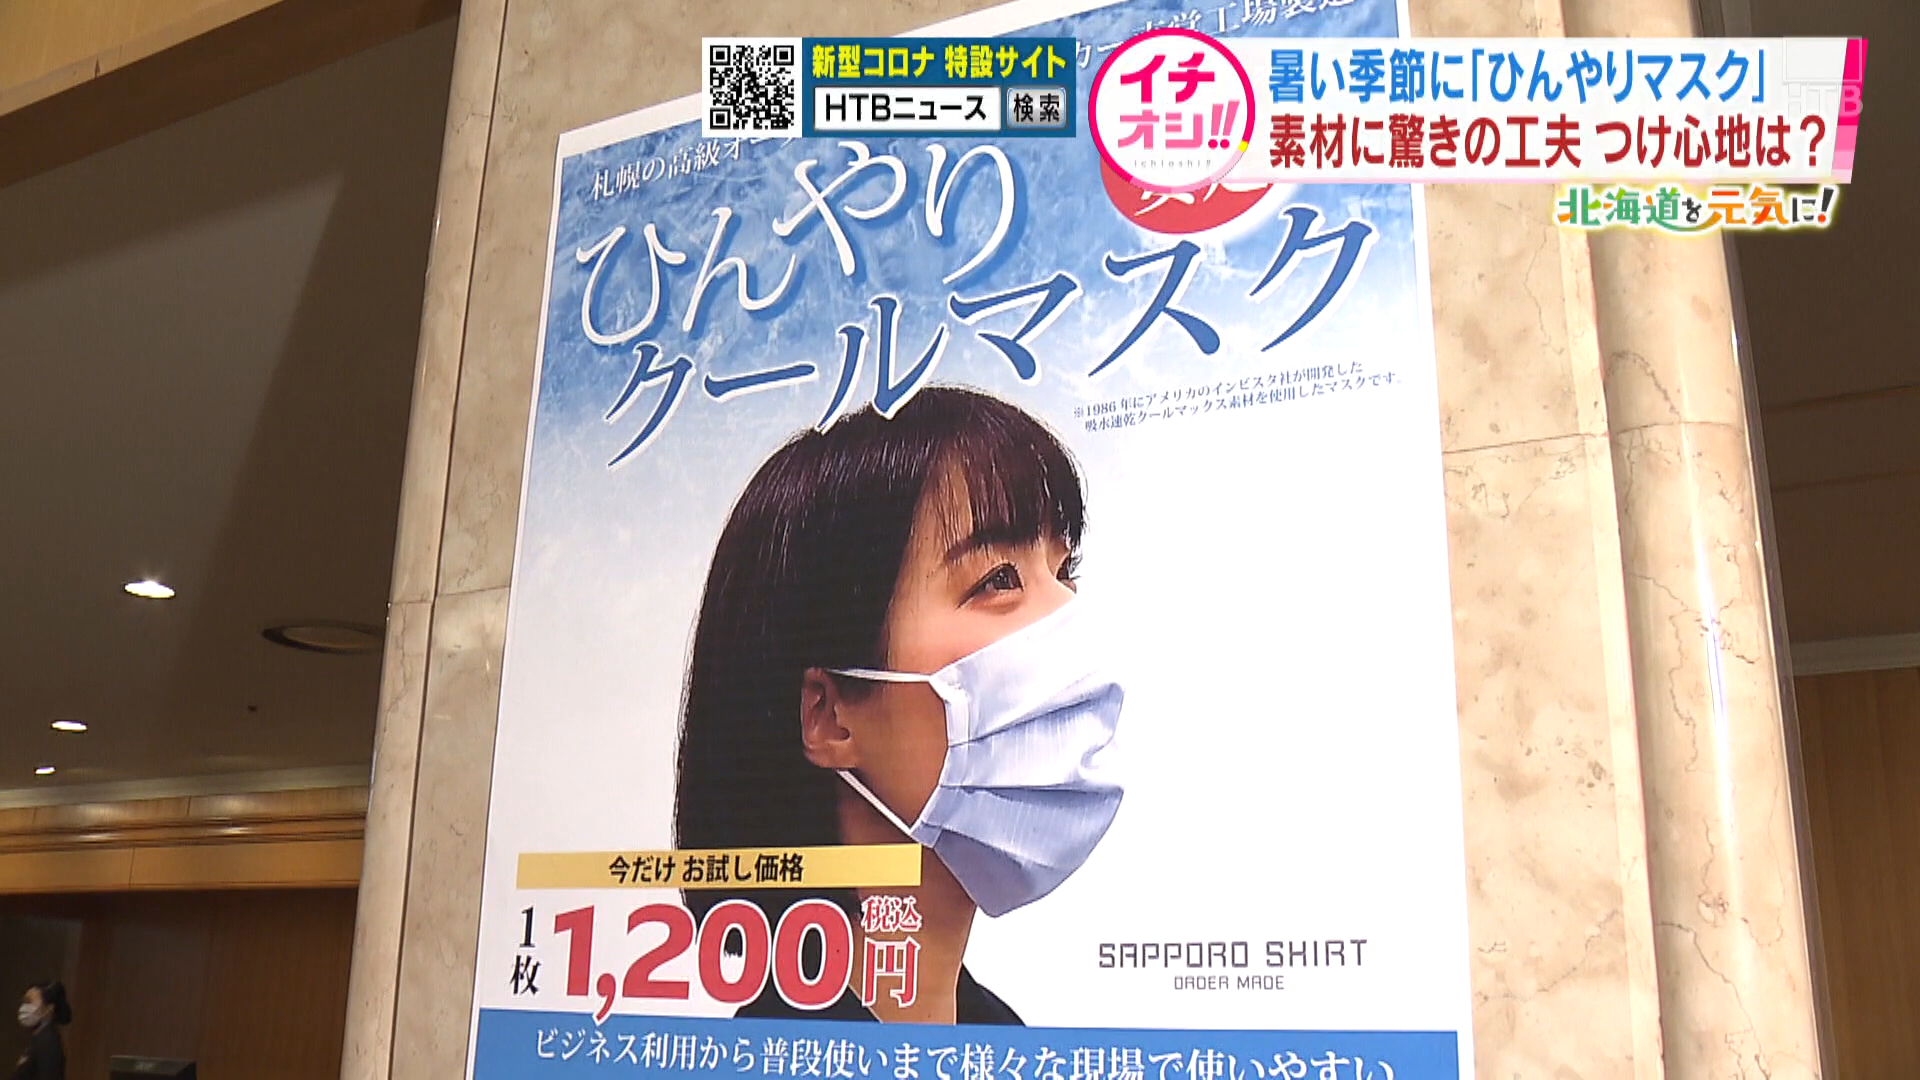 新型コロナ 特設サイト
HTBニュース 検索
イチオシ!!
ichioshi!!
暑い季節に「ひんやりマスク」
素材に驚きの工夫 つけ心地は？
HTB
北海道を元気に！
札幌の高級オー
ひんやり
クールマスク
※1986年にアメリカのインビスタ社が開発した
吸水速乾クールマックス素材を使用したマスクです。
今だけ お試し価格
1枚 1,200円 税込
SAPPORO SHIRT
ORDER MADE
ビジネス利用から普段使いまで様々な現場で使いやすい